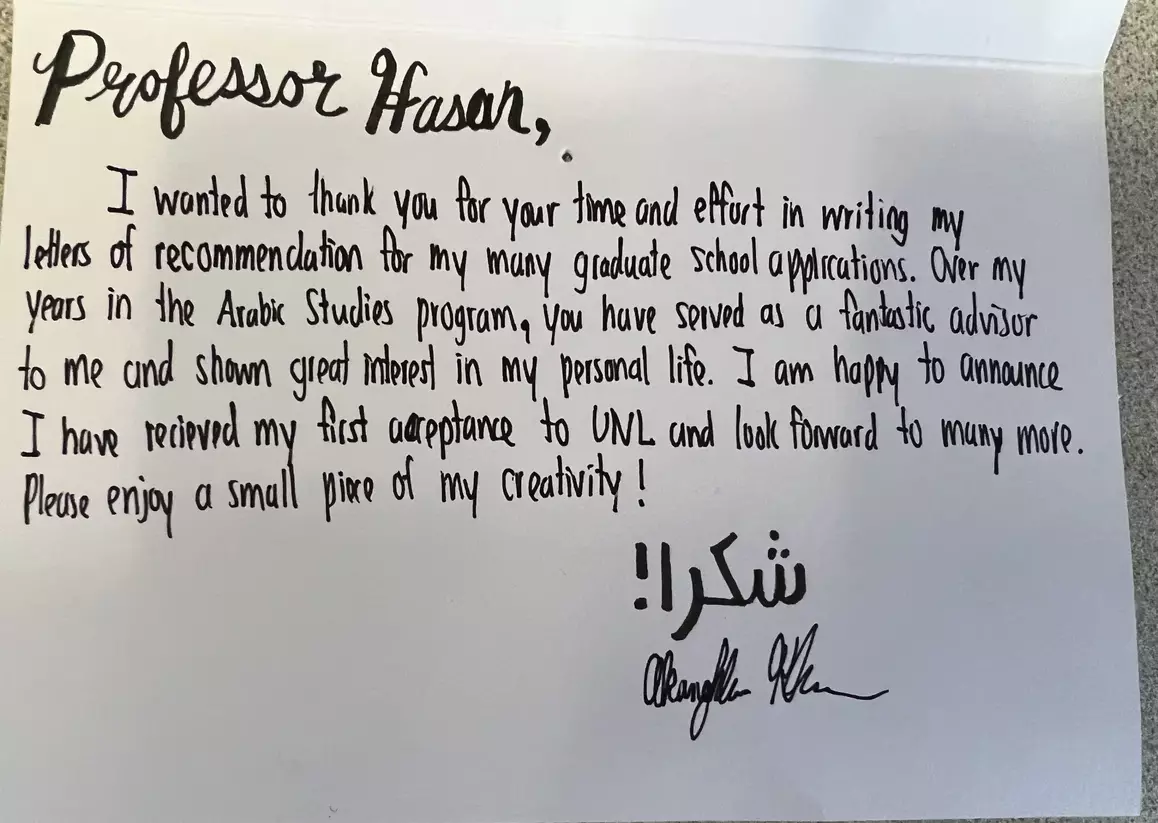 Professor Hasan,
I wanted to thank you for your time and effort in writing my
letters of recommendation for my many graduate school applications. Over my
years in the Arabic Studies program, you have served as a fantastic advisor
to me and shown great interest in my personal life. I am happy to announce
I have recieved my first acceptance to UNL and look forward to many more.
Please enjoy a small piece of my creativity!
شكرا!